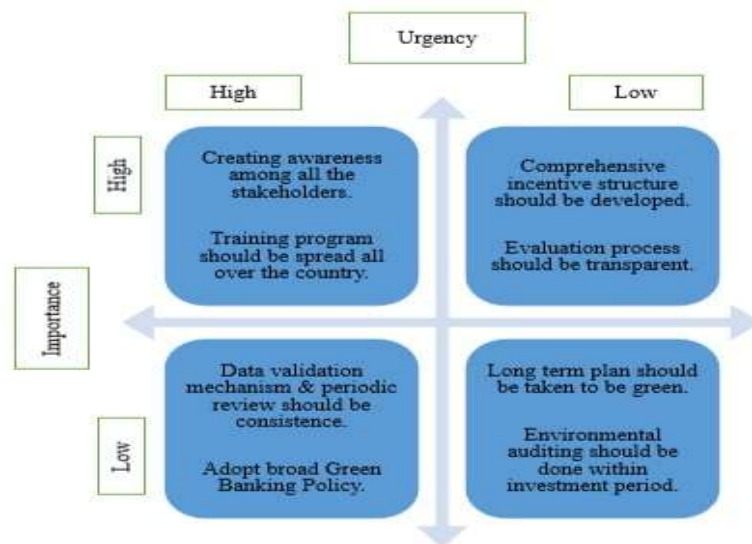 Urgency
High
Low
High
Creating awareness
among all the
stakeholders.
Training program
should be spread all
over the country.
Comprehensive
incentive structure
should be developed.
Evaluation process
should be transparent.
Importance
Low
Data validation
mechanism & periodic
review should be
consistence.
Adopt broad Green
Banking Policy.
Long term plan should
be taken to be green.
Environmental
auditing should be
done within
investment period.